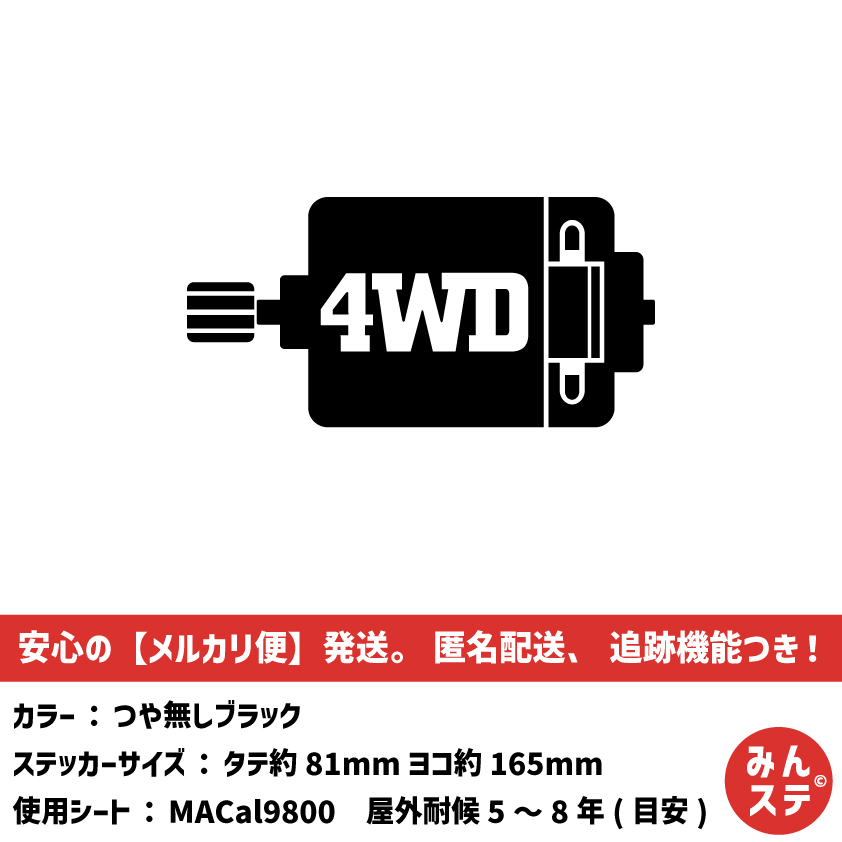 4WD
安心の【メルカリ便】発送。 匿名配送、 追跡機能つき!
カラー : つや無しブラック
ステッカーサイズ : タテ約 81mm ヨコ約 165mm
使用シート : MACal9800 屋外耐候 5 〜 8 年 ( 目安 )
みん
ステ©